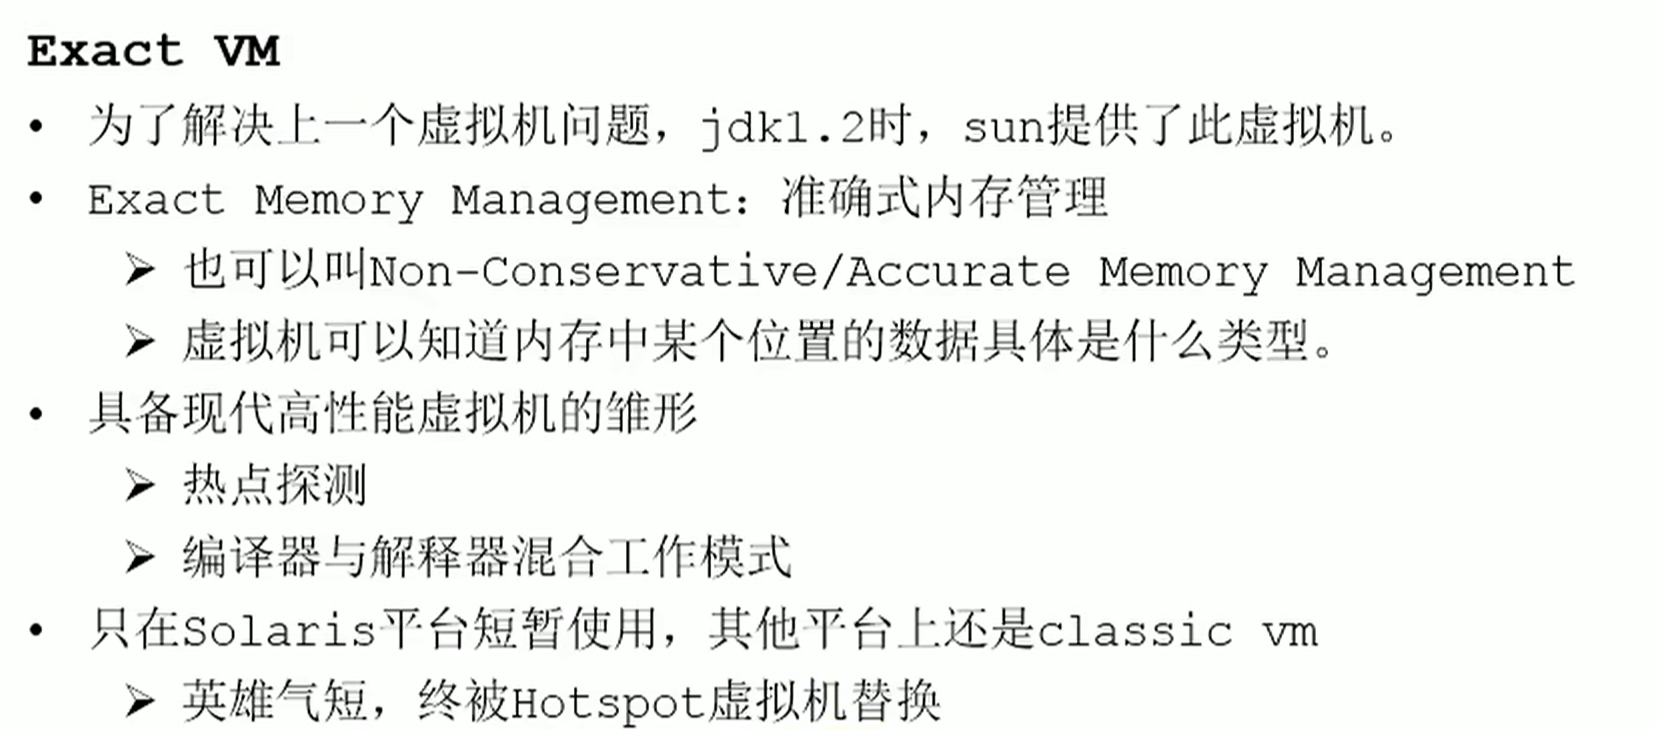 Exact VM
• 为了解决上一个虚拟机问题，jdk1.2时，sun提供了此虚拟机。
• Exact Memory Management：准确式内存管理
➢ 也可以叫Non-Conservative/Accurate Memory Management
➢ 虚拟机可以知道内存中某个位置的数据具体是什么类型。
• 具备现代高性能虚拟机的雏形
➢ 热点探测
➢ 编译器与解释器混合工作模式
• 只在Solaris平台短暂使用，其他平台上还是classic vm
➢ 英雄气短，终被Hotspot虚拟机替换